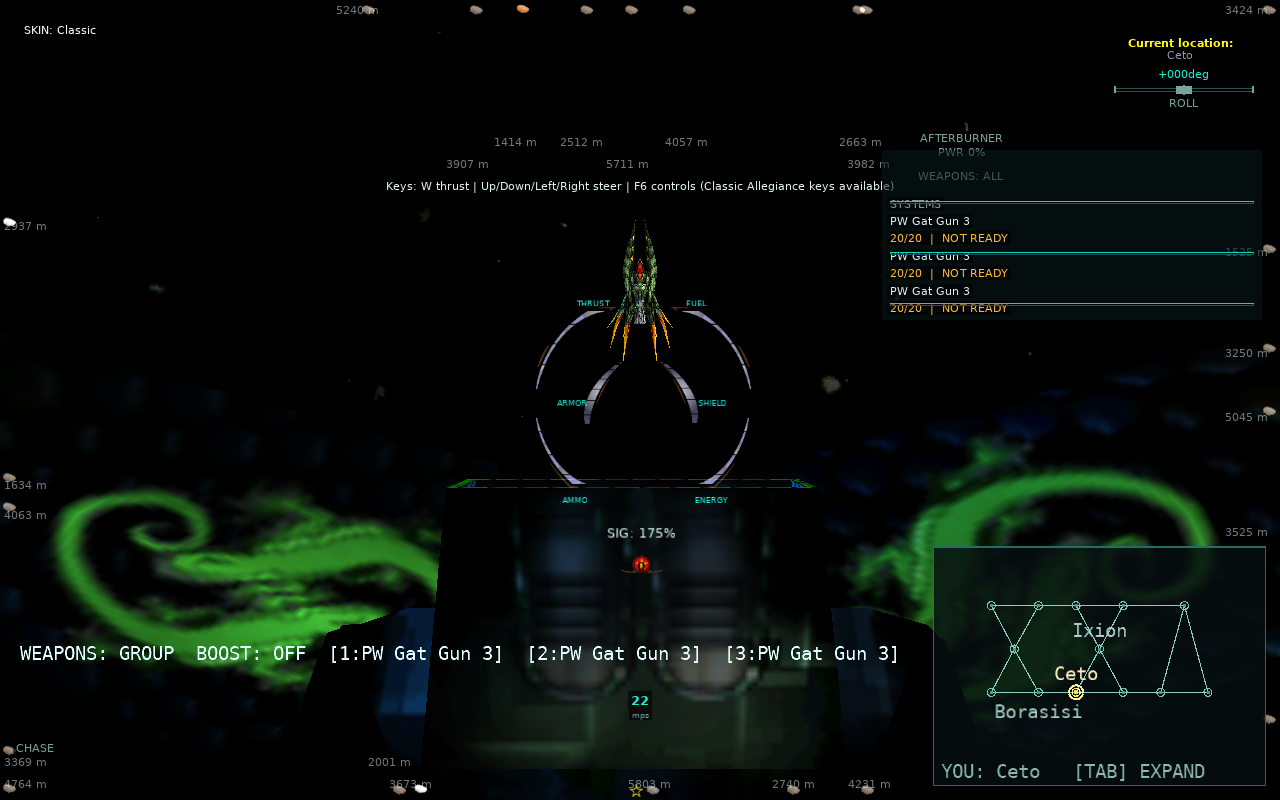 5240 m
3424 m
SKIN: Classic
Current location:
Ceto
+000deg
ROLL
AFTERBURNER
PWR 0%
1414 m
2512 m
4057 m
2663 m
3907 m
5711 m
3982 m
WEAPONS: ALL
Keys: W thrust | Up/Down/Left/Right steer | F6 controls (Classic Allegiance keys available)
SYSTEMS
PW Gat Gun 3
20/20 | NOT READY
PW Gat Gun 3
20/20 | NOT READY
PW Gat Gun 3
20/20 | NOT READY
2937 m
1525 m
THRUST
FUEL
3250 m
ARMOR
SHIELD
5045 m
1634 m
AMMO
ENERGY
4063 m
SIG: 175%
3525 m
Ixion
WEAPONS: GROUP BOOST: OFF [1:PW Gat Gun 3] [2:PW Gat Gun 3] [3:PW Gat Gun 3]
Ceto
22
mps
Borasisi
CHASE
3369 m
2001 m
YOU: Ceto [TAB] EXPAND
4764 m
3673 m
5803 m
2740 m
4231 m